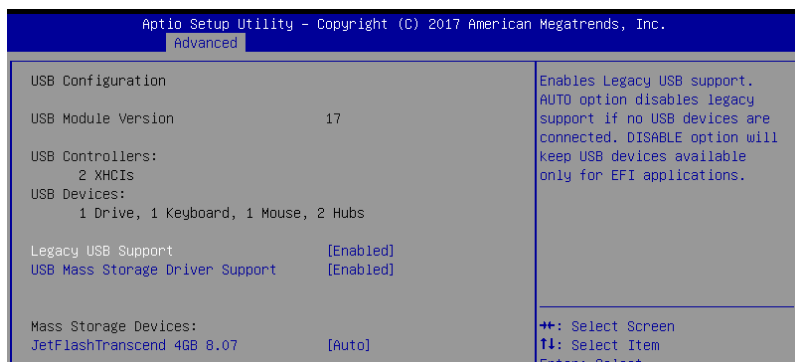 Aptio Setup Utility – Copyright (C) 2017 American Megatrends, Inc.
Advanced
USB Configuration
USB Module Version 17
USB Controllers:
2 XHCIs
USB Devices:
1 Drive, 1 Keyboard, 1 Mouse, 2 Hubs
Legacy USB Support [Enabled]
USB Mass Storage Driver Support [Enabled]
Mass Storage Devices:
JetFlashTranscend 4GB 8.07 [Auto]
Enables Legacy USB support.
AUTO option disables legacy
support if no USB devices are
connected. DISABLE option will
keep USB devices available
only for EFI applications.
→←: Select Screen
↑↓: Select Item
Enter: Select